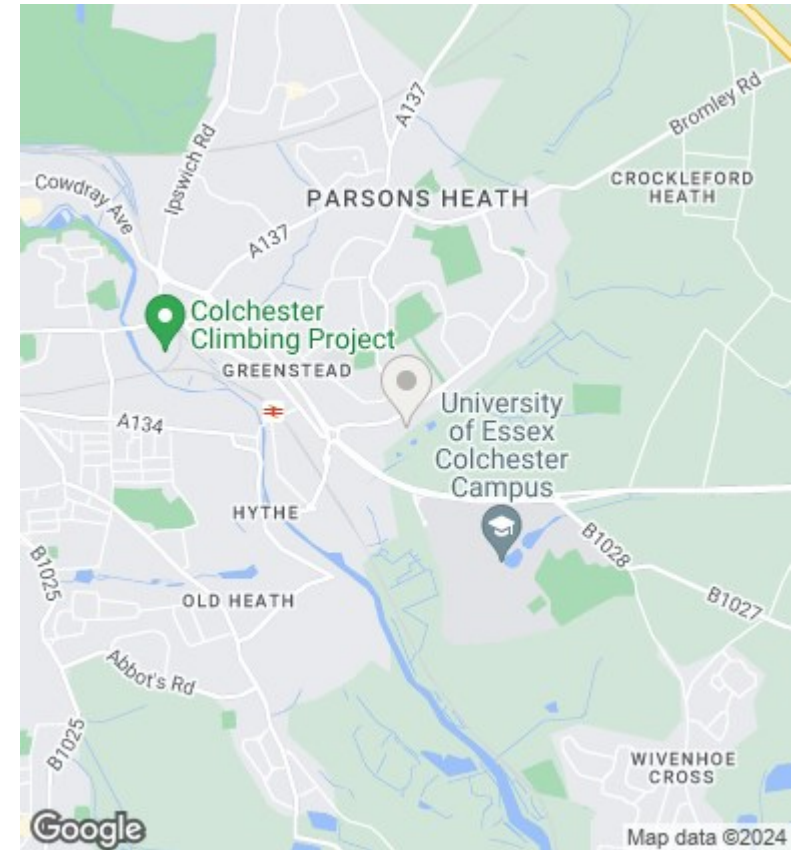 A137
Bromley Rd
Ipswich Rd
Cowdray Ave
CROCKLEFORD
HEATH
PARSONS HEATH
A137
Colchester
Climbing Project
GREENSTEAD
University
of Essex
Colchester
Campus
A134
HYTHE
B1028
B1025
OLD HEATH
B1027
Abbot's Rd
B1025
WIVENHOE
CROSS
Google
Map data ©2024